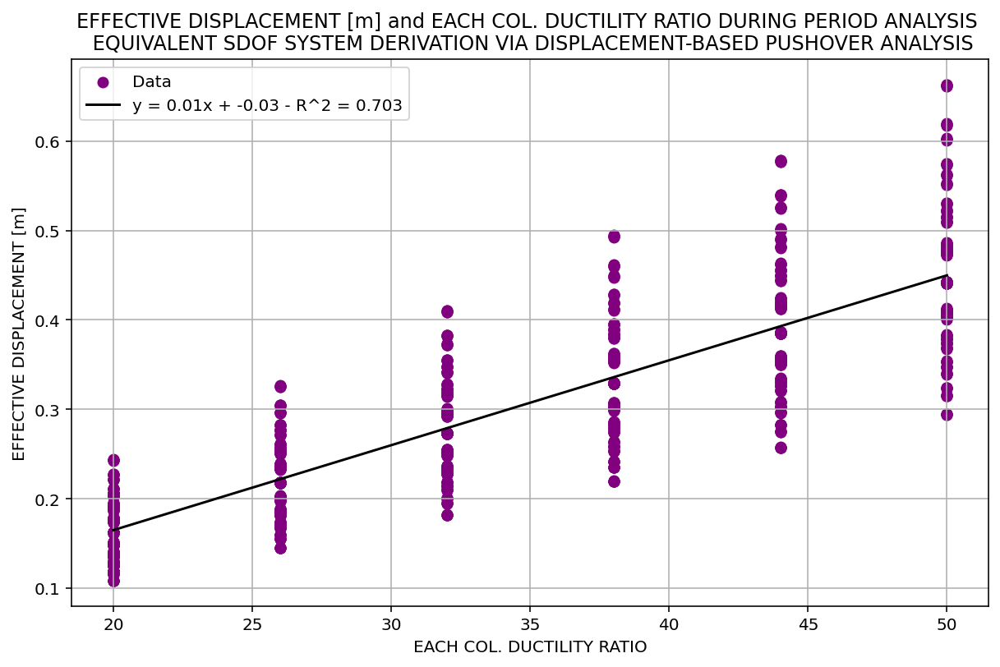 EFFECTIVE DISPLACEMENT [m] and EACH COL. DUCTILITY RATIO DURING PERIOD ANALYSIS
EQUIVALENT SDOF SYSTEM DERIVATION VIA DISPLACEMENT-BASED PUSHOVER ANALYSIS
Data
y = 0.01x + -0.03 - R^2 = 0.703
EFFECTIVE DISPLACEMENT [m]
0.6
0.5
0.4
0.3
0.2
0.1
20 25 30 35 40 45 50
EACH COL. DUCTILITY RATIO